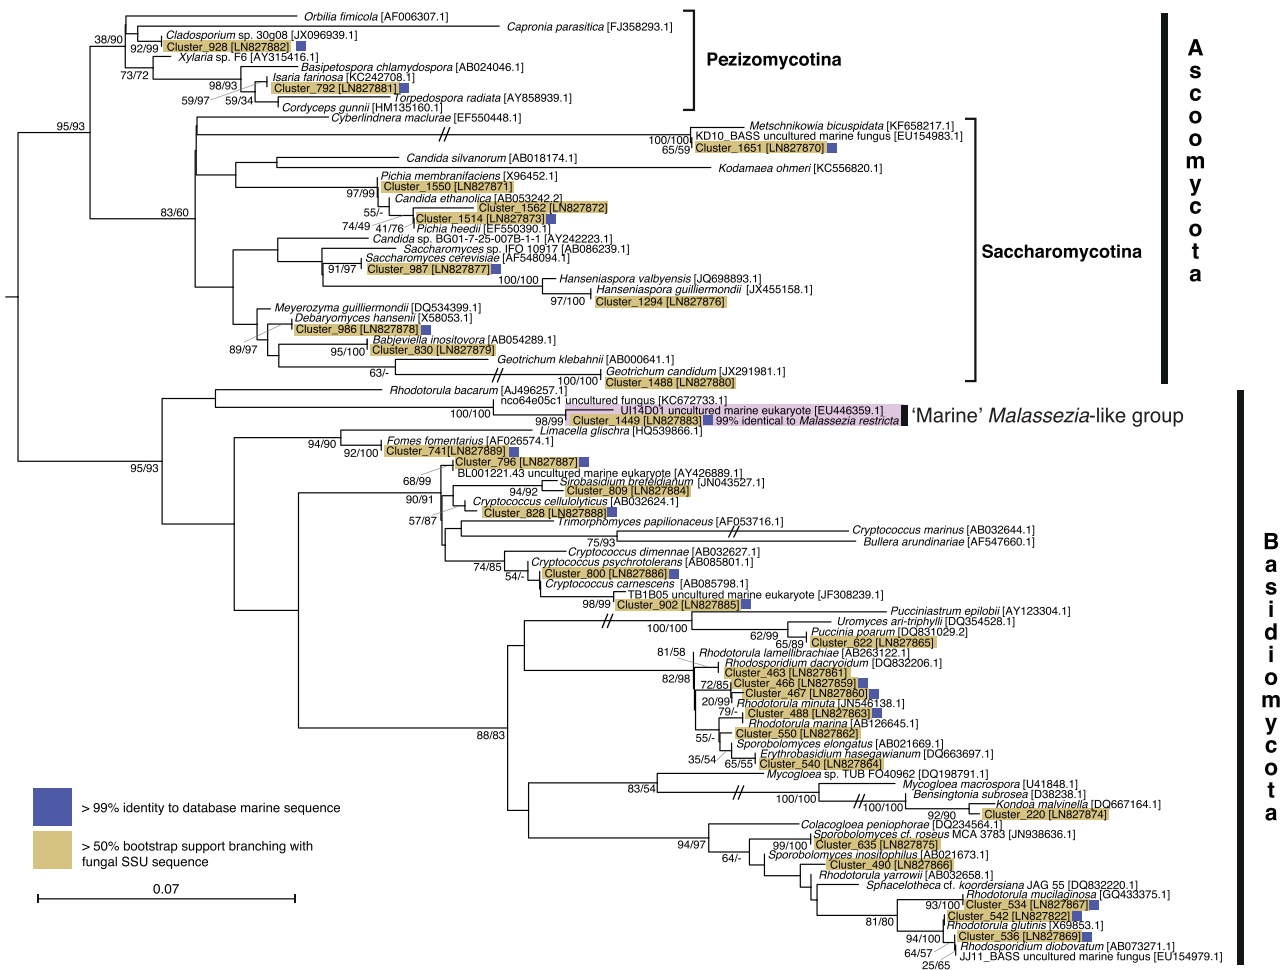 Orbilia fimicola [AF006307.1]
Capronia parasitica [FJ358293.1]
38/90
Cladosporium sp. 30g08 [JX096939.1]
92/99
Cluster_928 [LN827882]
Xylaria sp. F6 [AY315416.1]
73/72
Basipetospora chlamydospora [AB024046.1]
98/93
Isaria farinosa [KC242708.1]
Cluster_792 [LN827881]
59/97
59/34
Torpedospora radiata [AY858939.1]
Cordyceps gunnii [HM135160.1]
Pezizomycotina
95/93
Cyberlindnera maclurae [EF550448.1]
Metschnikowia bicuspidata [KF658217.1]
100/100
KD10_BASS uncultured marine fungus [EU154983.1]
65/59
Cluster_1651 [LN827870]
Candida silvanorum [AB018174.1]
Kodamaea ohmeri [KC556820.1]
Pichia membranifaciens [X96452.1]
Cluster_1550 [LN827871]
97/99
Candida ethanolica [AB053242.2]
Cluster_1562 [LN827872]
55/-
83/60
Cluster_1514 [LN827873]
74/49
41/76
Pichia heedii [EF550390.1]
Candida sp. BG01-7-25-007B-1-1 [AY242223.1]
Saccharomyces sp. IFO 10917 [AB086239.1]
Saccharomyces cerevisiae [AF548094.1]
91/97
Cluster_987 [LN827877]
Hanseniaspora valbyensis [JQ698893.1]
100/100
Hanseniaspora guilliermondii [JX455158.1]
97/100
Cluster_1294 [LN827876]
Saccharomycotina
Meyerozyma guilliermondii [DQ534399.1]
Debaryomyces hansenii [X58053.1]
Cluster_986 [LN827878]
89/97
Babjeviella inositovora [AB054289.1]
95/100
Cluster_830 [LN827879]
Geotrichum klebahnii [AB000641.1]
63/-
Geotrichum candidum [JX291981.1]
100/100
Cluster_1488 [LN827880]
Ascoomycota
Rhodotorula bacarum [AJ496257.1]
nco64e05c1 uncultured fungus [KC672733.1]
100/100
UI14D01 uncultured marine eukaryote [EU446359.1]
98/99
Cluster_1449 [LN827883]
99% identical to Malassezia restricta
'Marine' Malassezia-like group
Limacella glischra [HQ539866.1]
94/90
Fomes fomentarius [AF026574.1]
92/100
Cluster_741 [LN827889]
95/93
Cluster_796 [LN827887]
BL001221.43 uncultured marine eukaryote [AY426889.1]
68/99
Sirobasidium brefeldianum [JN043527.1]
94/92
Cluster_809 [LN827884]
90/91
Cryptococcus cellulolyticus [AB032624.1]
Cluster_828 [LN827888]
57/87
Trimorphomyces papilionaceus [AF053716.1]
Cryptococcus marinus [AB032644.1]
75/93
Bullera arundinariae [AF547660.1]
Cryptococcus dimennae [AB032627.1]
74/85
Cryptococcus psychrotolerans [AB085801.1]
Cluster_800 [LN827886]
54/-
Cryptococcus carnescens [AB085798.1]
TB1B05 uncultured marine eukaryote [JF308239.1]
98/99
Cluster_902 [LN827885]
Pucciniastrum epilobii [AY123304.1]
100/100
Uromyces ari-triphylli [DQ354528.1]
62/99
Puccinia poarum [DQ831029.2]
65/89
Cluster_622 [LN827865]
81/58
Rhodotorula lamellibrachiae [AB263122.1]
Rhodosporidium dacryoidum [DQ832206.1]
82/98
Cluster_463 [LN827861]
72/85
Cluster_466 [LN827859]
Cluster_467 [LN827860]
20/99
Rhodotorula minuta [JN546138.1]
79/-
Cluster_488 [LN827863]
Rhodotorula marina [AB126645.1]
55/-
Cluster_550 [LN827862]
88/83
Sporobolomyces elongatus [AB021669.1]
35/54
Erythrobasidium hasegawianum [DQ663697.1]
65/55
Cluster_540 [LN827864]
Mycogloea sp. TUB FO40962 [DQ198791.1]
83/54
Mycogloea macrospora [U41848.1]
100/100
Bensingtonia subrosea [D38238.1]
100/100
Kondoa malvinella [DQ667164.1]
92/90
Cluster_220 [LN827874]
Colacogloea peniophorae [DQ234564.1]
94/97
Sporobolomyces cf. roseus MCA 3783 [JN938636.1]
99/100
Cluster_635 [LN827875]
64/-
Sporobolomyces inositophilus [AB021673.1]
Cluster_490 [LN827866]
Rhodotorula yarrowii [AB032658.1]
Sphacelotheca cf. koordersiana JAG 55 [DQ832220.1]
Rhodotorula mucilaginosa [GQ433375.1]
93/100
Cluster_534 [LN827867]
81/80
Cluster_542 [LN827822]
Rhodotorula glutinis [X69853.1]
94/100
Cluster_536 [LN827869]
Rhodosporidium diobovatum [AB073271.1]
64/57
JJ11_BASS uncultured marine fungus [EU154979.1]
25/65
Basidiomycota
> 99% identity to database marine sequence
> 50% bootstrap support branching with
fungal SSU sequence
0.07